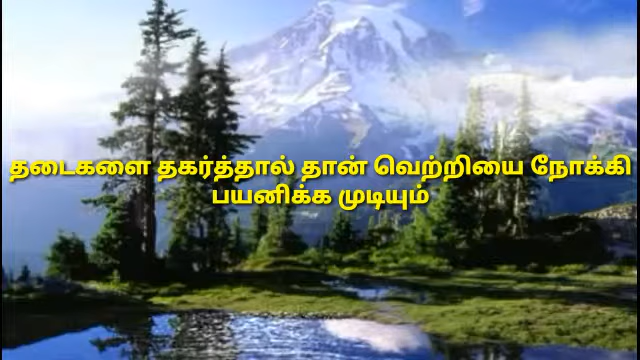 தடைகளை தகர்த்தால் தான் வெற்றியை நோக்கி
பயனிக்க முடியும்